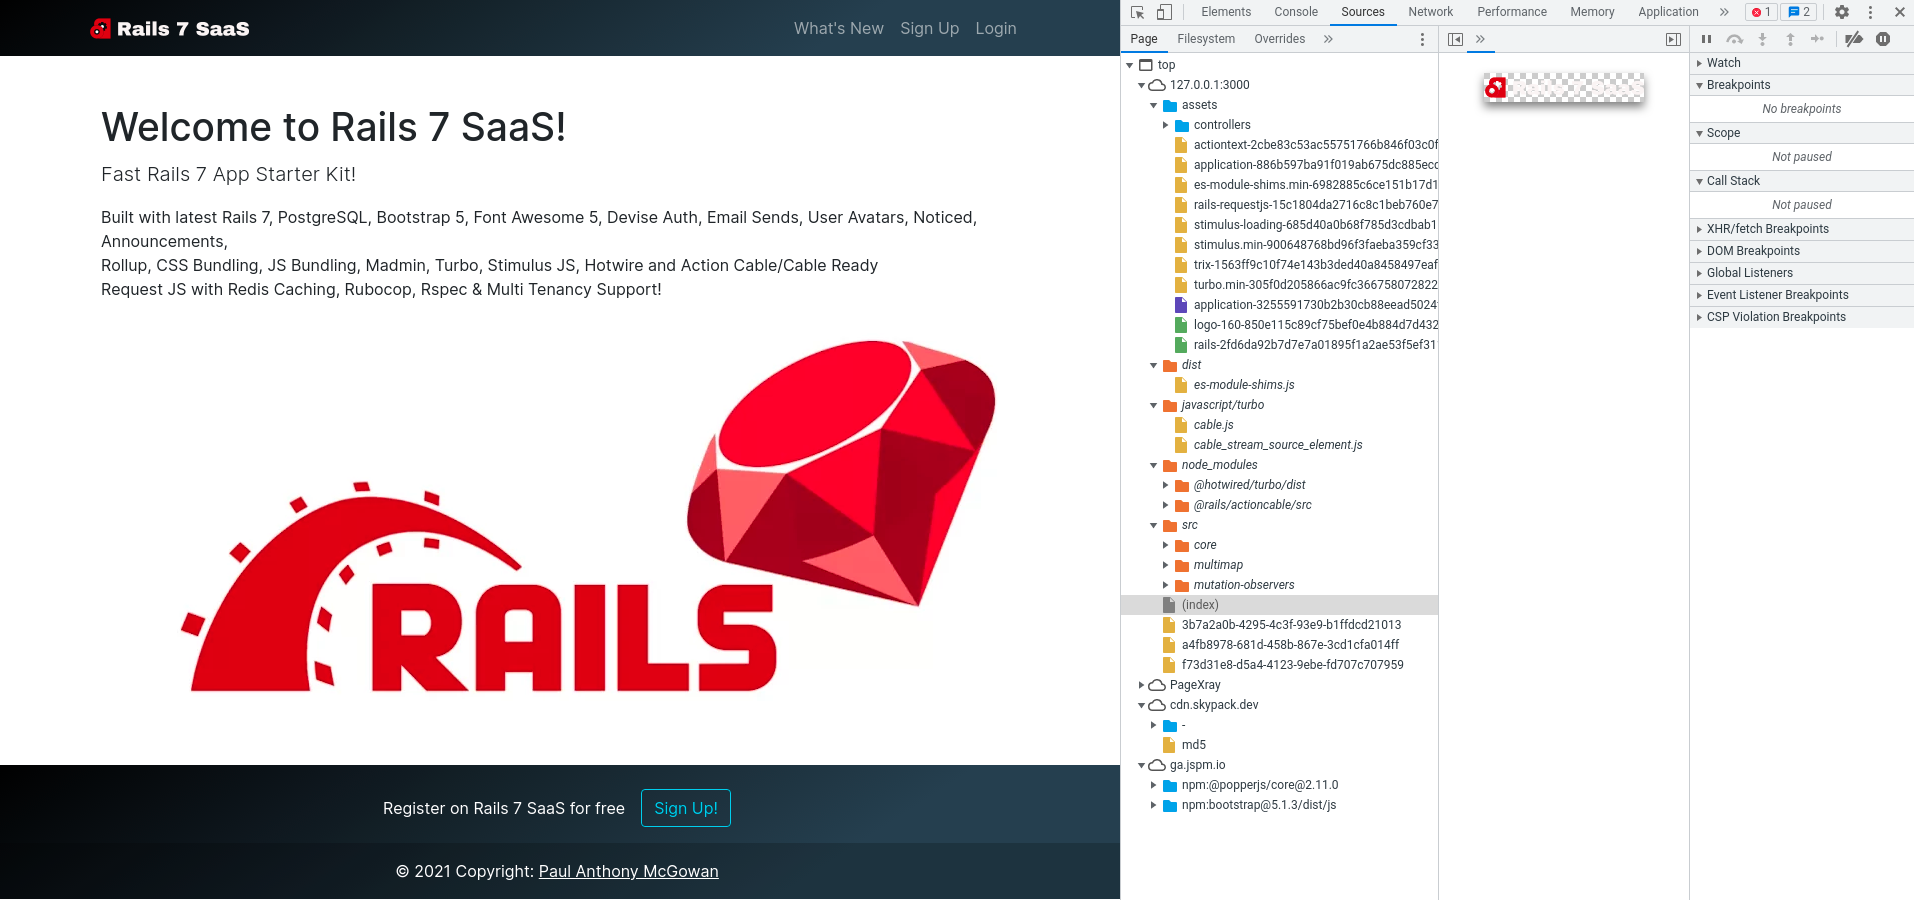 Rails 7 SaaS
What's New Sign Up Login
Welcome to Rails 7 SaaS!
Fast Rails 7 App Starter Kit!
Built with latest Rails 7, PostgreSQL, Bootstrap 5, Font Awesome 5, Devise Auth, Email Sends, User Avatars, Noticed,
Announcements,
Rollup, CSS Bundling, JS Bundling, Madmin, Turbo, Stimulus JS, Hotwire and Action Cable/Cable Ready
Request JS with Redis Caching, Rubocop, Rspec & Multi Tenancy Support!
RAILS
Register on Rails 7 SaaS for free Sign Up!
© 2021 Copyright: Paul Anthony McGowan
Elements Console Sources Network Performance Memory Application » 1 2
Page Filesystem Overrides »
»
top
127.0.0.1:3000
assets
controllers
actiontext-2cbe83c53ac55751766b846f03c0f
application-886b597ba91f019ab675dc885ecc
es-module-shims.min-6982885c6ce151b17d1
rails-requestjs-15c1804da2716c8c1beb760e7
stimulus-loading-685d40a0b68f785d3cdbab1
stimulus.min-900648768bd96f3faeba359cf33
trix-1563ff9c10f74e143b3ded40a8458497eaf
turbo.min-305f0d205866ac9fc366758072822
application-3255591730b2b30cb88eead5024
logo-160-850e115c89cf75bef0e4b884d7d432
rails-2fd6da92b7d7e7a01895f1a2ae53f5ef31
dist
es-module-shims.js
javascript/turbo
cable.js
cable_stream_source_element.js
node_modules
@hotwired/turbo/dist
@rails/actioncable/src
src
core
multimap
mutation-observers
(index)
3b7a2a0b-4295-4c3f-93e9-b1ffdcd21013
a4fb8978-681d-458b-867e-3cd1cfa014ff
f73d31e8-d5a4-4123-9ebe-fd707c707959
PageXray
cdn.skypack.dev
-
md5
ga.jspm.io
npm:@popperjs/core@2.11.0
npm:bootstrap@5.1.3/dist/js
Rails 7 SaaS
Watch
Breakpoints
No breakpoints
Scope
Not paused
Call Stack
Not paused
XHR/fetch Breakpoints
DOM Breakpoints
Global Listeners
Event Listener Breakpoints
CSP Violation Breakpoints